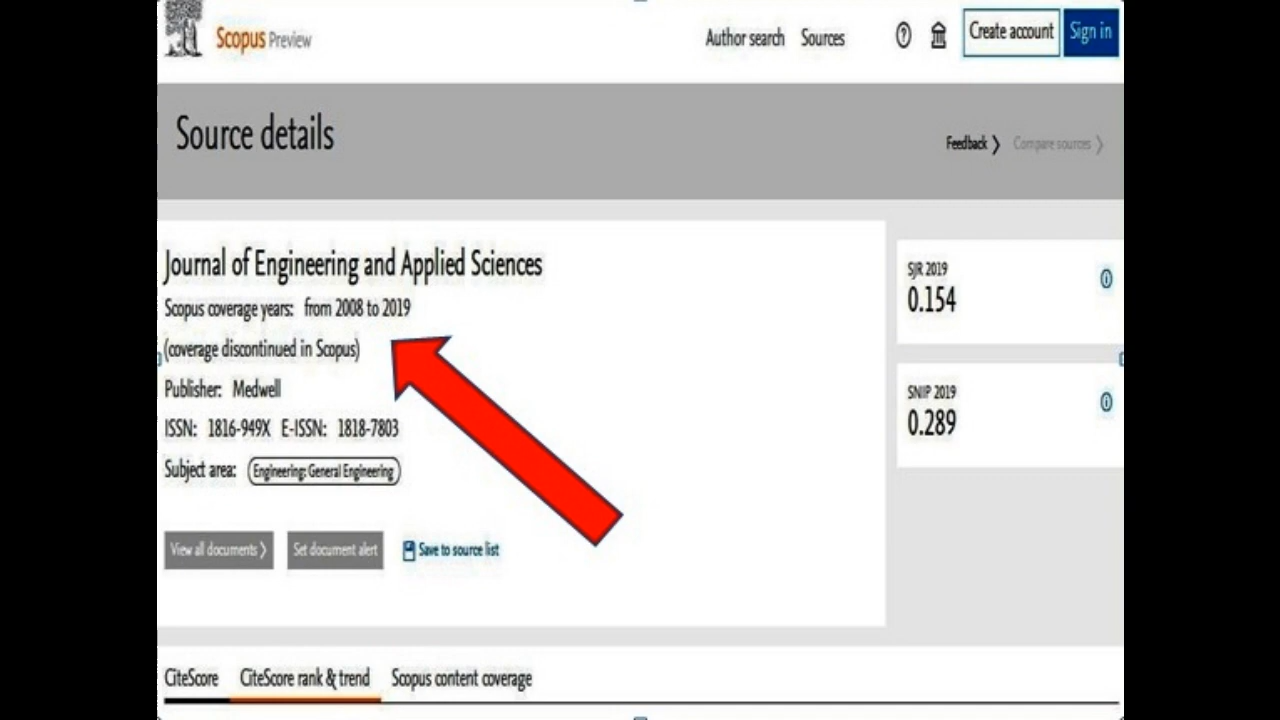 Scopus Preview
Author search Sources
Create account Sign in
Source details
Feedback > Compare sources >
Journal of Engineering and Applied Sciences
Scopus coverage years: from 2008 to 2019
(coverage discontinued in Scopus)
Publisher: Medwell
ISSN: 1816-949X E-ISSN: 1818-7803
Subject area: Engineering: General Engineering
View all documents > Set document alert Save to source list
SJR 2019
0.154
SNIP 2019
0.289
CiteScore CiteScore rank & trend Scopus content coverage